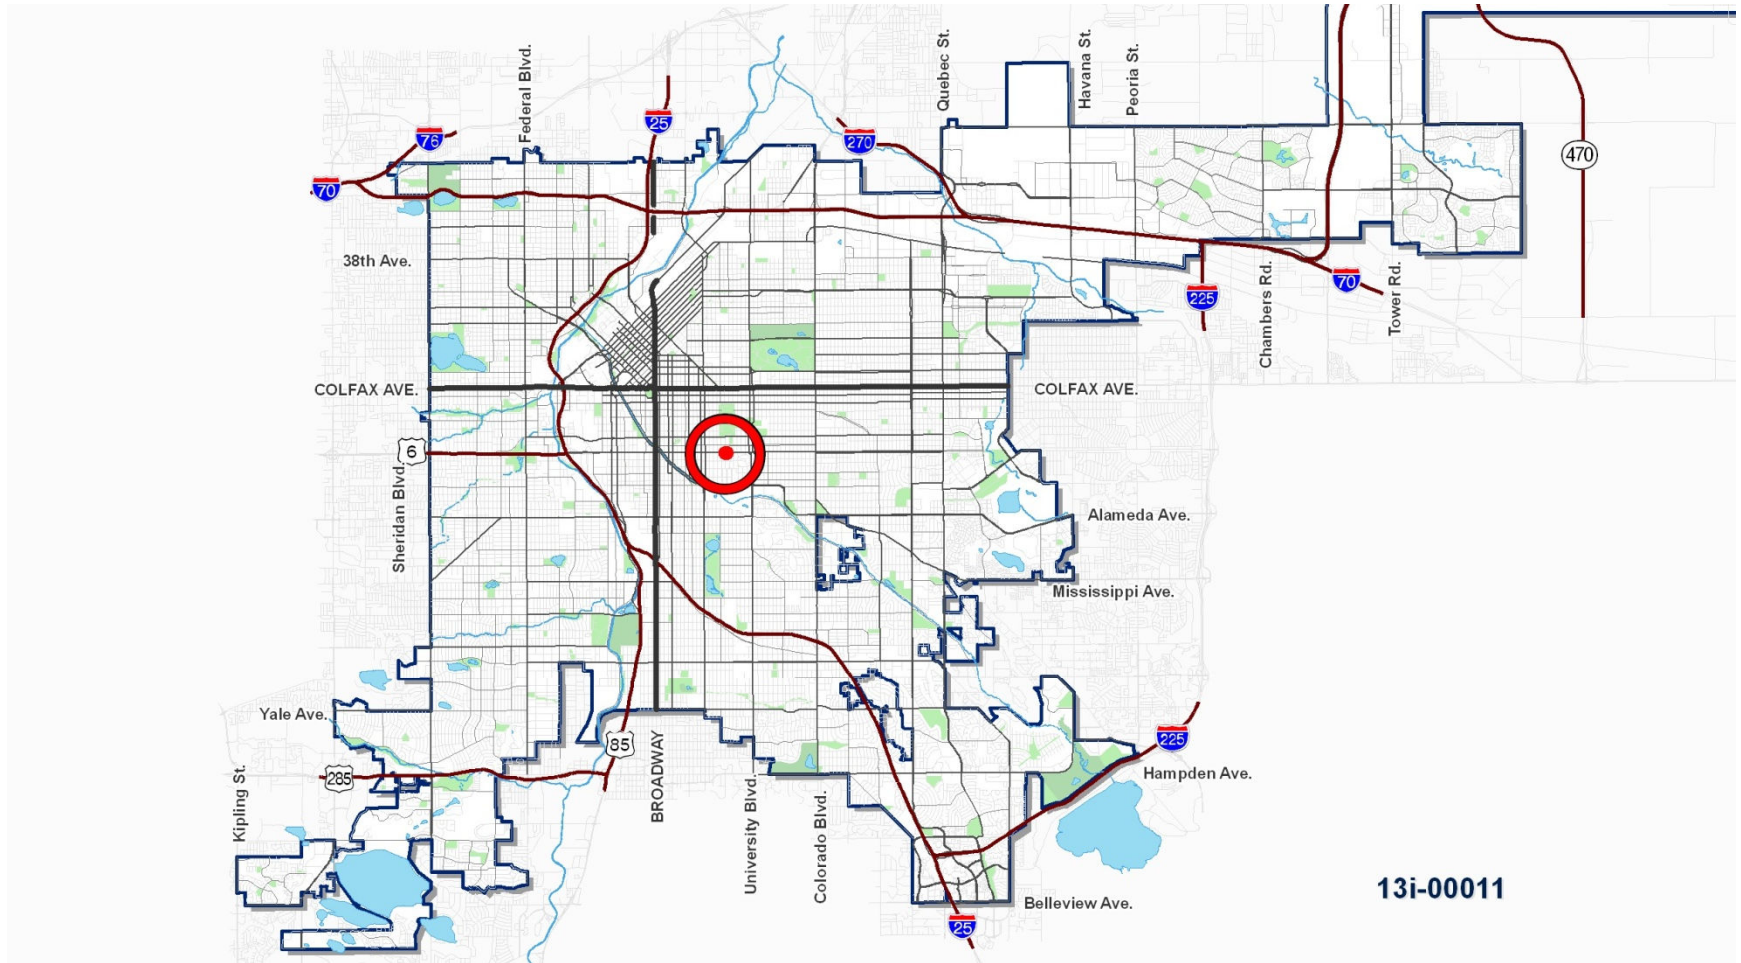 Federal Blvd.
Quebec St.
Havana St.
Peoria St.
25
76
270
470
70
38th Ave.
225
70
Chambers Rd.
Tower Rd.
COLFAX AVE.
COLFAX AVE.
6
Sheridan Blvd.
Alameda Ave.
Mississippi Ave.
Yale Ave.
85
225
285
Hampden Ave.
Kipling St.
BROADWAY
University Blvd.
Colorado Blvd.
13i-00011
Belleview Ave.
25